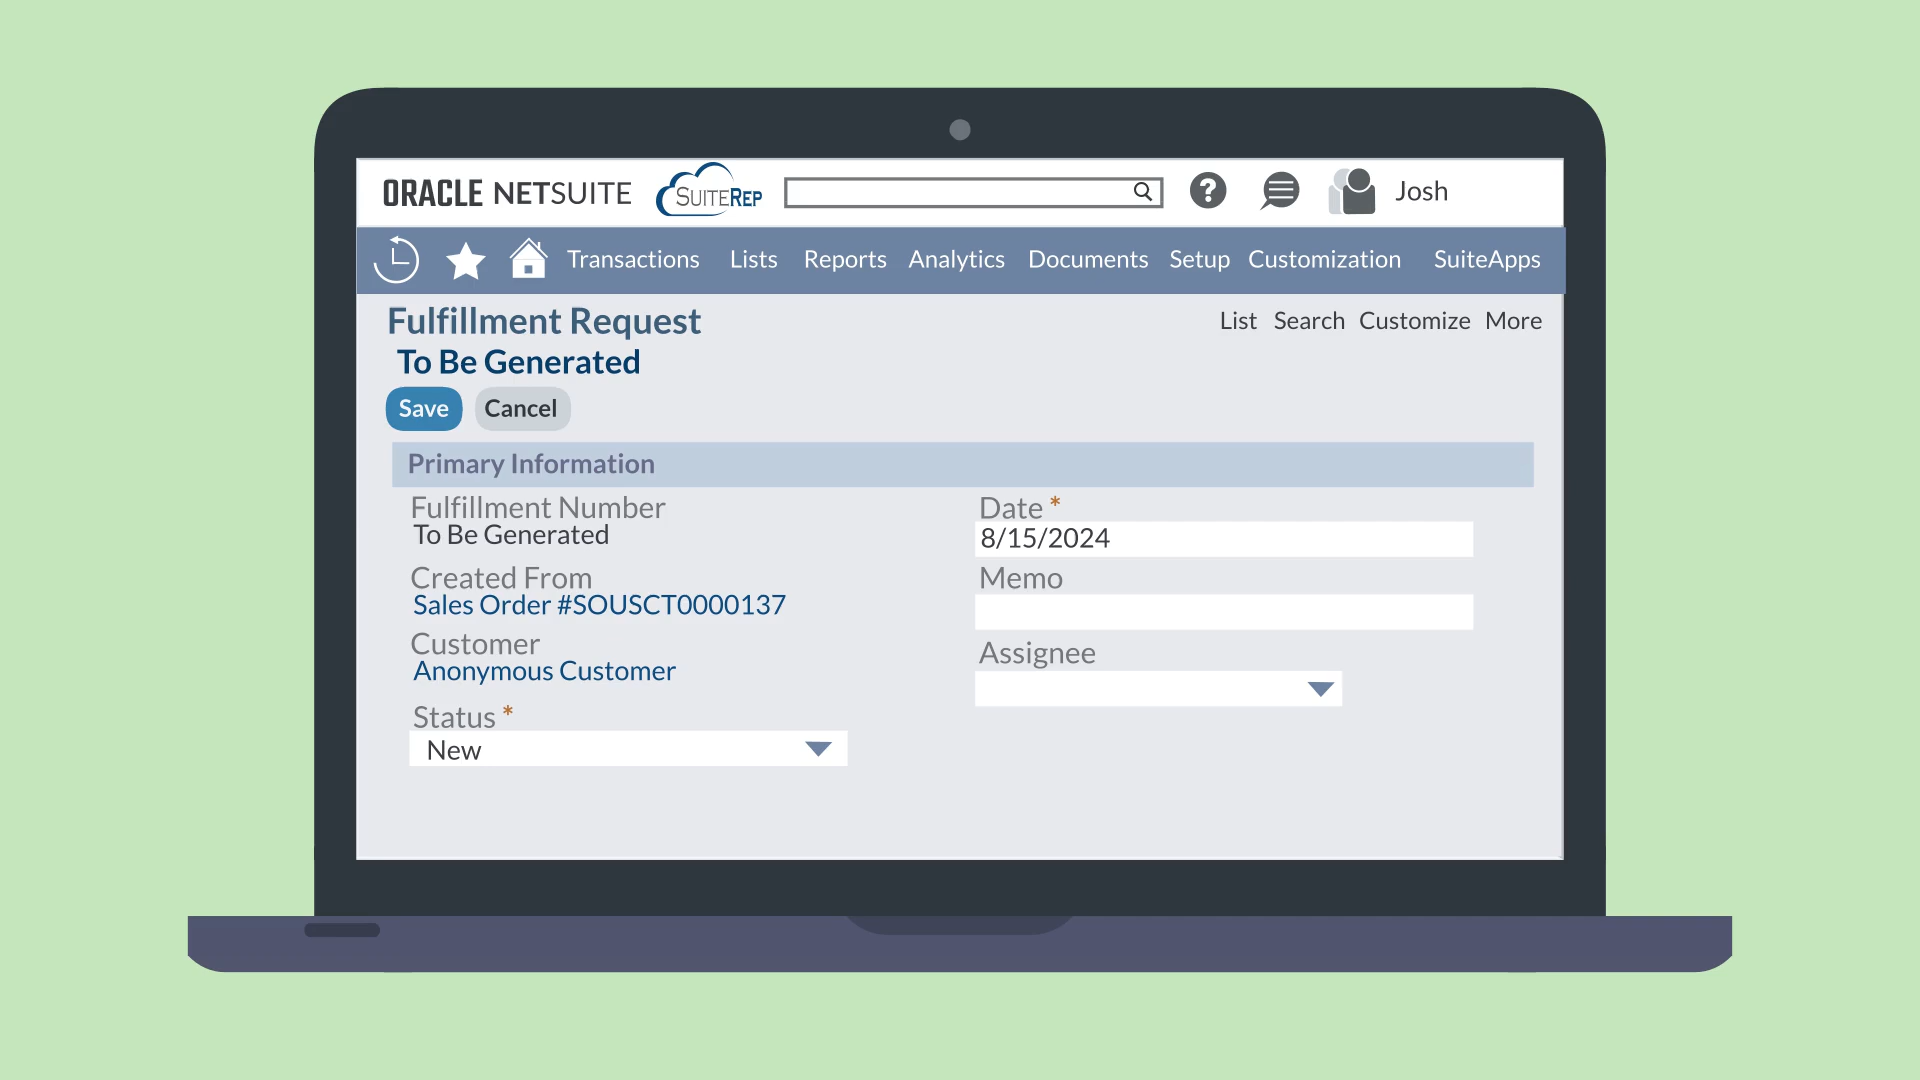 ORACLE NETSUITE SUITEREP ? Josh
Transactions Lists Reports Analytics Documents Setup Customization SuiteApps
Fulfillment Request
List Search Customize More
To Be Generated
Save Cancel
Primary Information
Fulfillment Number
To Be Generated
Created From
Sales Order #SOUSCT0000137
Customer
Anonymous Customer
Status *
New
Date *
8/15/2024
Memo
Assignee